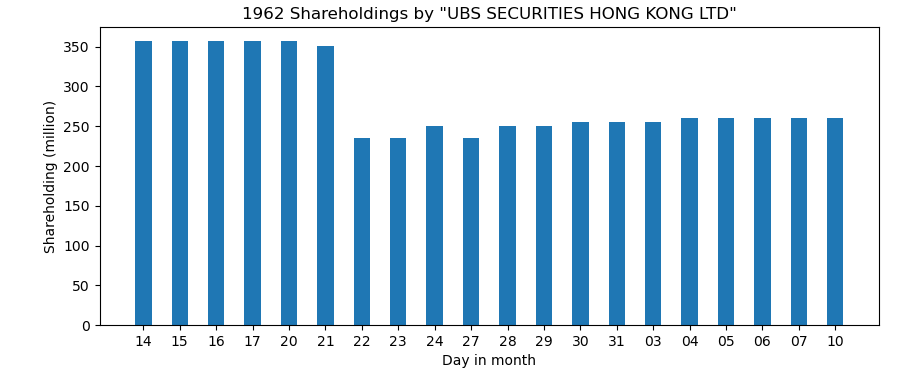 1962 Shareholdings by "UBS SECURITIES HONG KONG LTD"
Shareholding (million)
350
300
250
200
150
100
50
0
14 15 16 17 20 21 22 23 24 27 28 29 30 31 03 04 05 06 07 10
Day in month